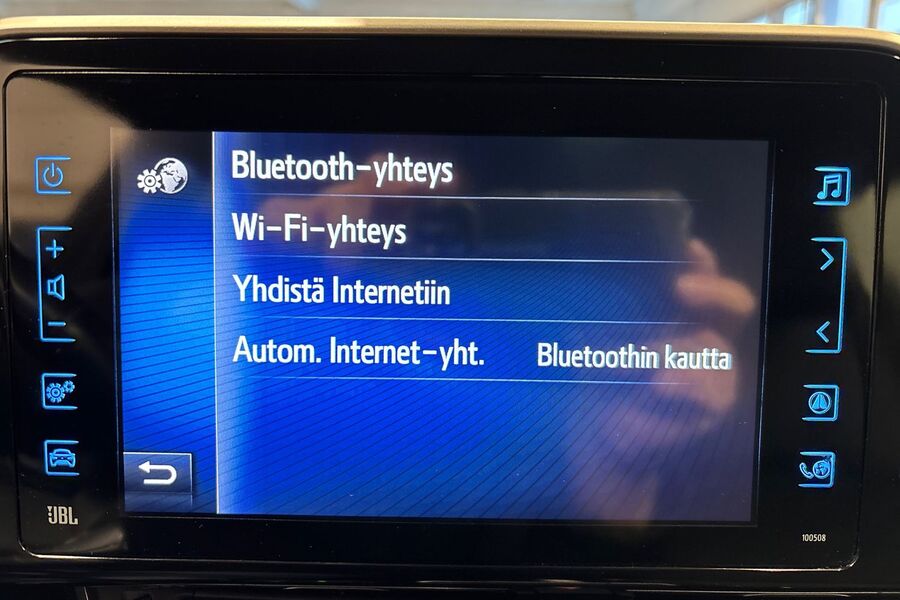 Bluetooth-yhteys
Wi-Fi-yhteys
Yhdistä Internetiin
Autom. Internet-yht. Bluetoothin kautta
JBL
100508